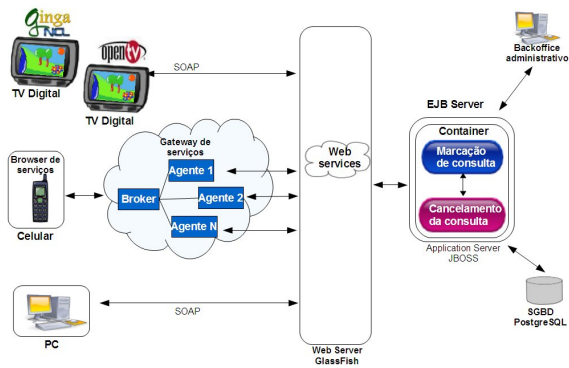 Ginga
NCL
openTV
TV Digital
TV Digital
SOAP
Backoffice
administrativo
EJB Server
Container
Marcação
de consulta
Cancelamento
da consulta
Application Server
JBOSS
Gateway de
serviços
Agente 1
Broker
Agente 2
Agente N
Web
services
Browser de
serviços
Celular
SGBD
PostgreSQL
SOAP
PC
Web Server
GlassFish